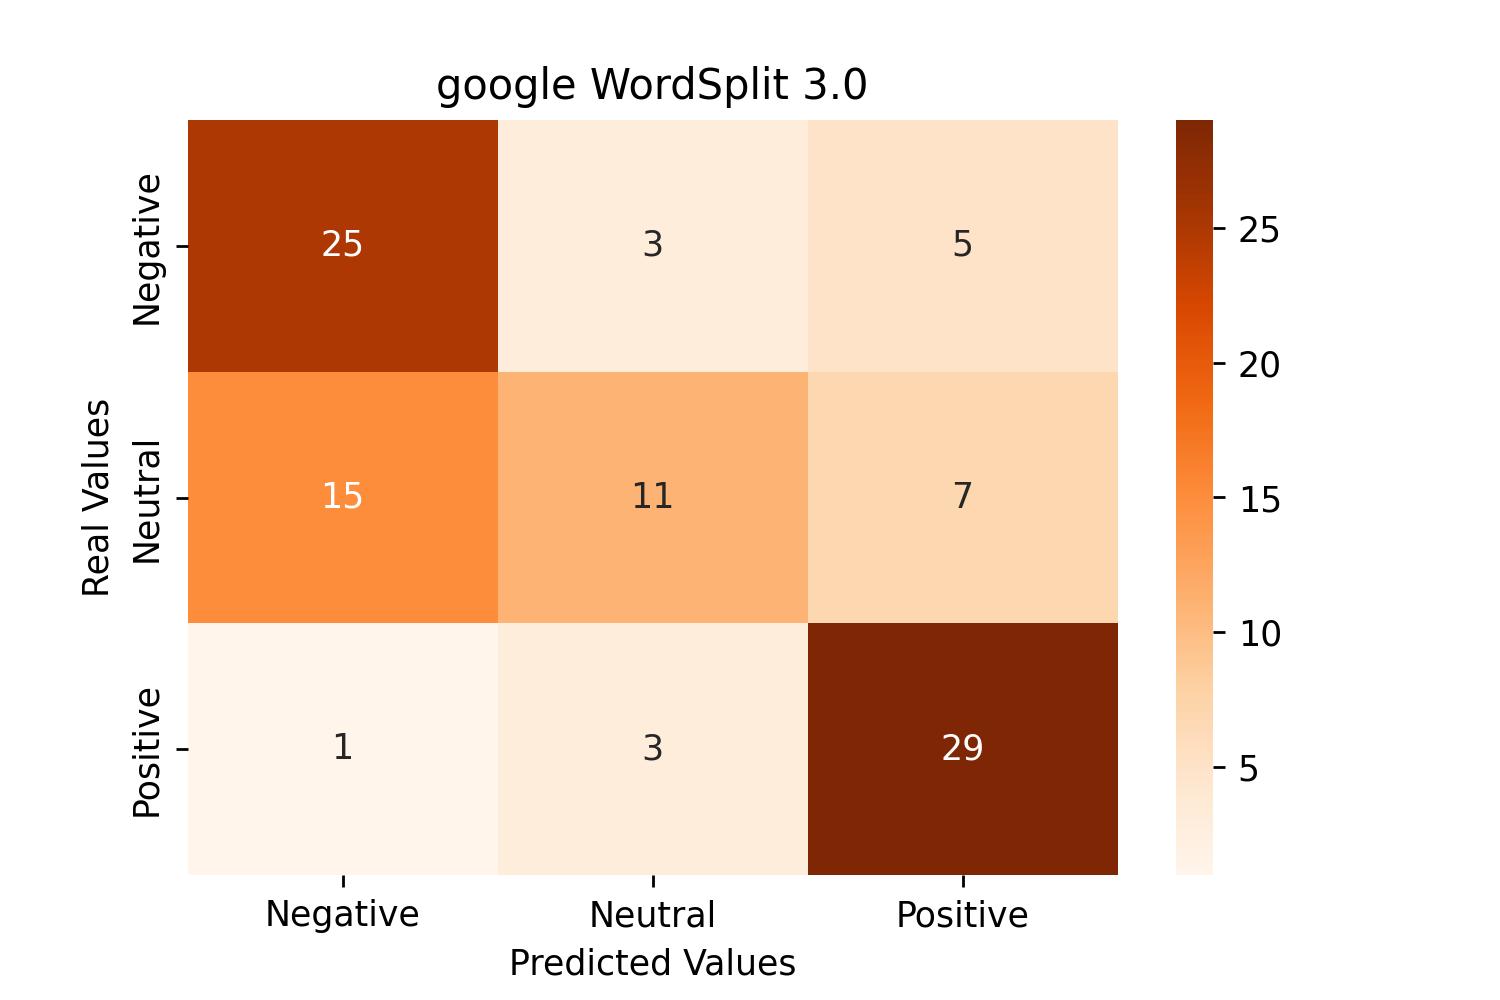 google WordSplit 3.0
Real Values
Negative
25 3 5
Neutral
15 11 7
Positive
1 3 29
Negative Neutral Positive
Predicted Values
25
20
15
10
5